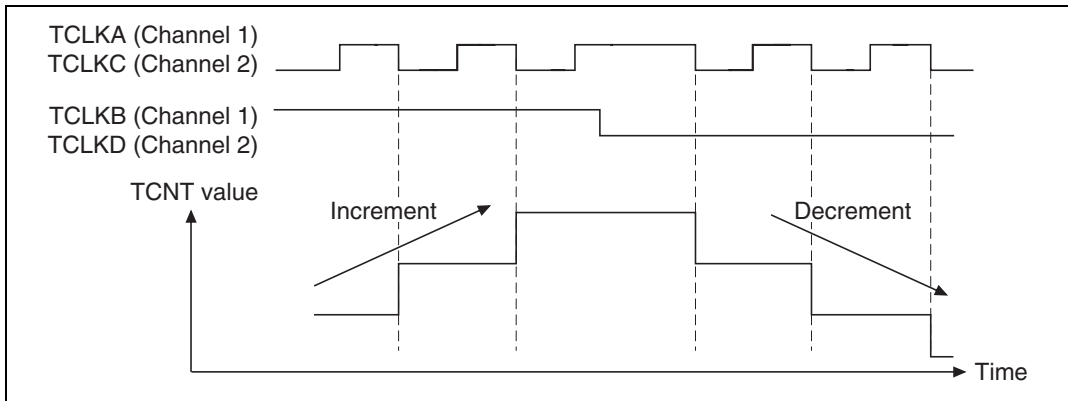 TCLKA (Channel 1)
TCLKC (Channel 2)
TCLKB (Channel 1)
TCLKD (Channel 2)
TCNT value
Increment
Decrement
Time